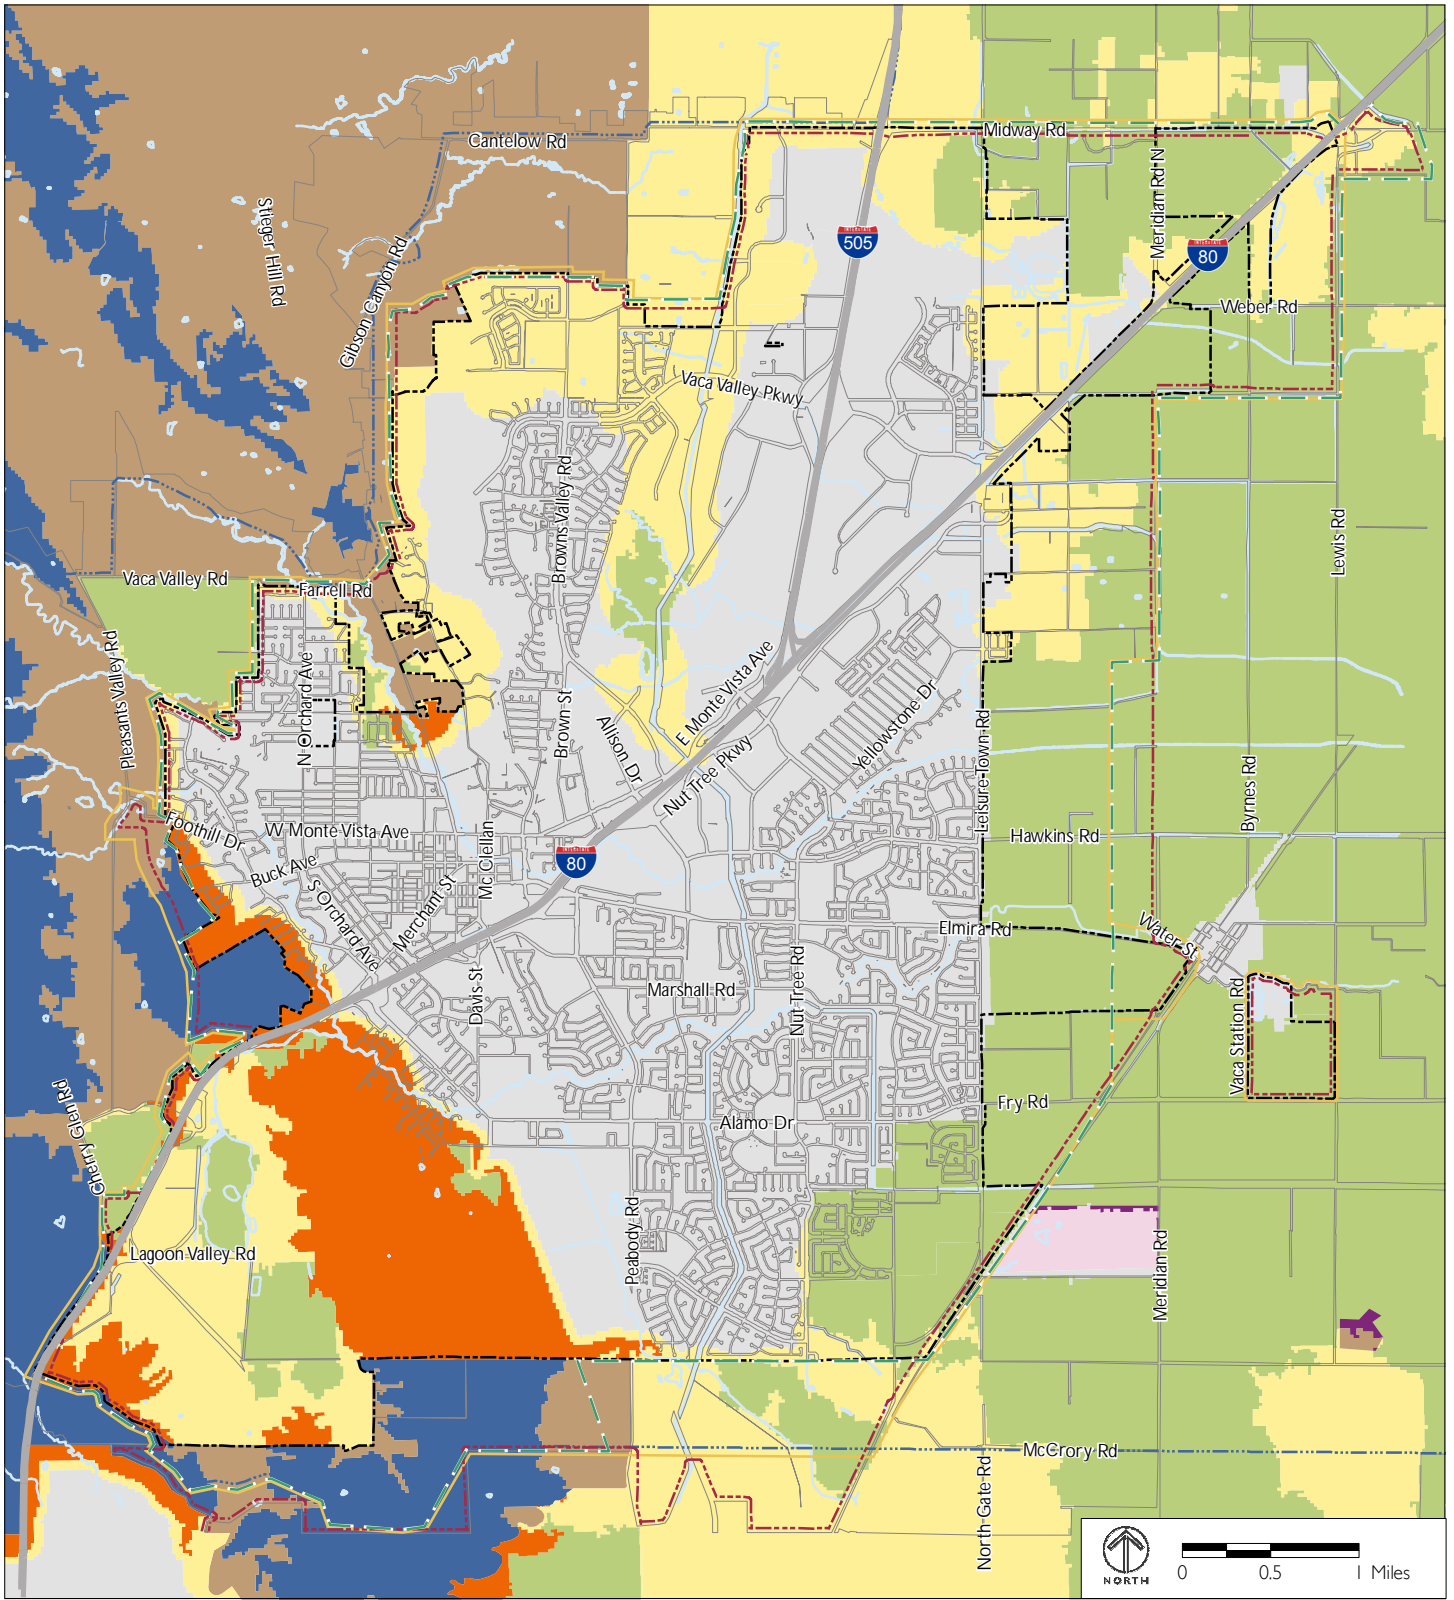 Cantelow Rd
Midway Rd
Meridian Rd N
Stieger Hill Rd
Gibson Canyon Rd
INTERSTATE
505
INTERSTATE
80
Weber Rd
Vaca Valley Pkwy
Browns Valley Rd
Lewis Rd
Vaca Valley Rd
Farrell Rd
Pleasants Valley Rd
N Orchard Ave
Brown St
Allison Dr
E Monte Vista Ave
Nut Tree Pkwy
Yellowstone Dr
Leisure Town Rd
Byrnes Rd
Foothill Dr
W Monte Vista Ave
Hawkins Rd
Buck Ave
S Orchard Ave
Merchant St
Mc Clellan
INTERSTATE
80
Elmira Rd
Water St
Davis St
Marshall Rd
Nut Tree Rd
Vaca Station Rd
Cherry Glen Rd
Fry Rd
Alamo Dr
Peabody Rd
Lagoon Valley Rd
Meridian Rd
McCrory Rd
North Gate Rd
NORTH
0 0.5 1 Miles